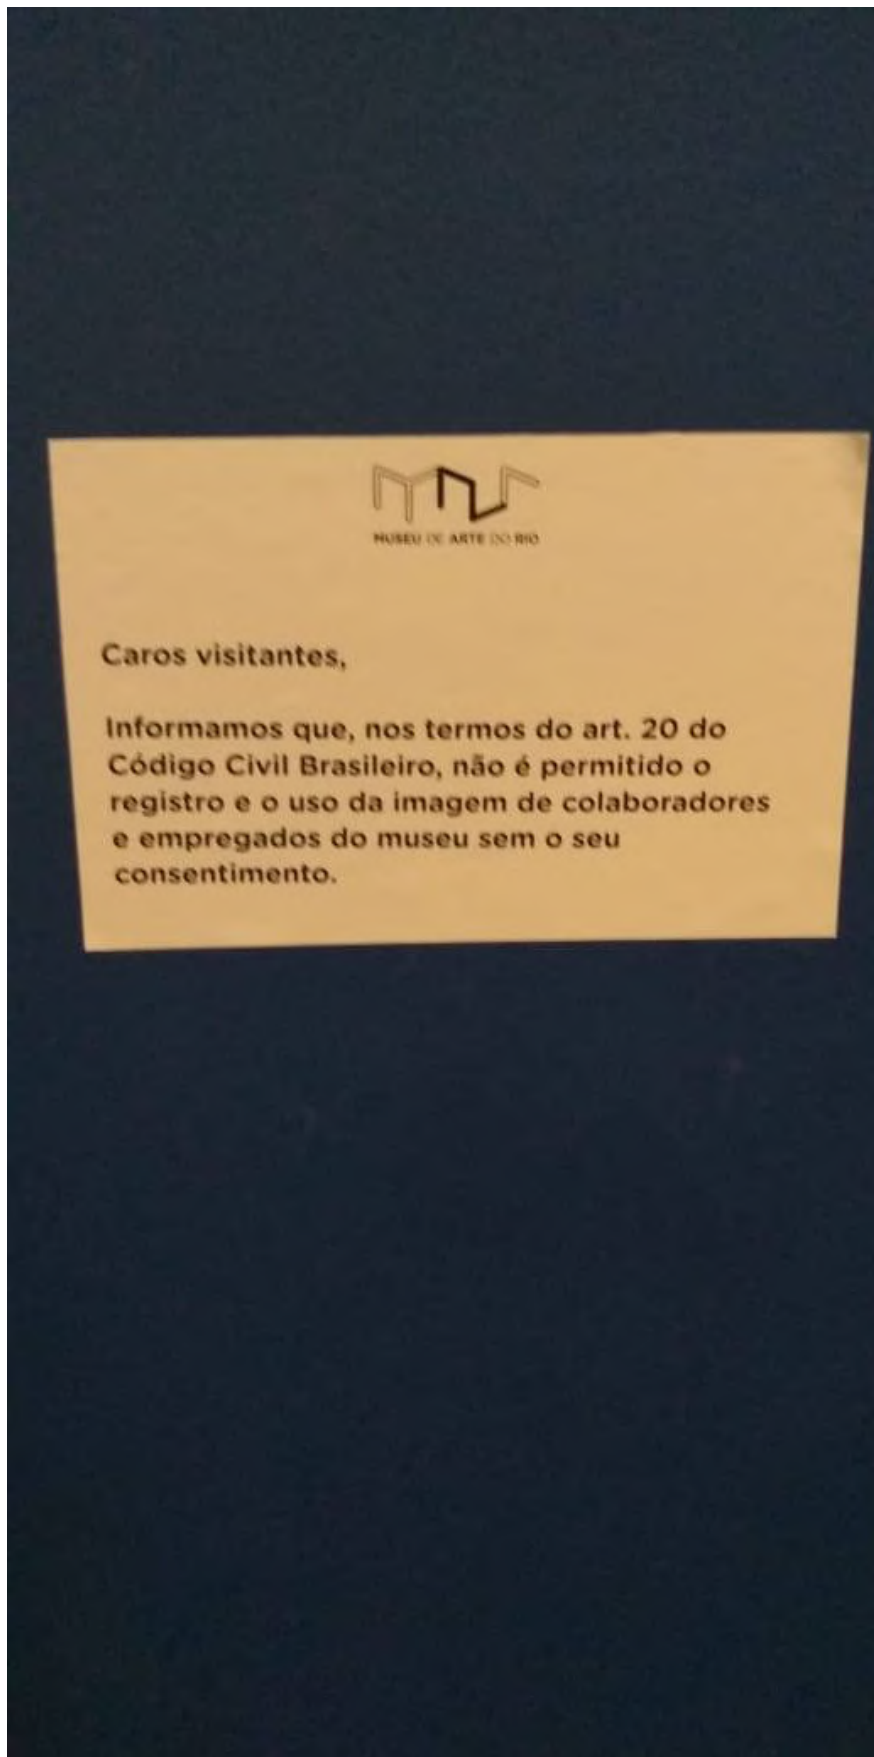 mar
MUSEU DE ARTE DO RIO
Caros visitantes,
Informamos que, nos termos do art. 20 do
Código Civil Brasileiro, não é permitido o
registro e o uso da imagem de colaboradores
e empregados do museu sem o seu
consentimento.